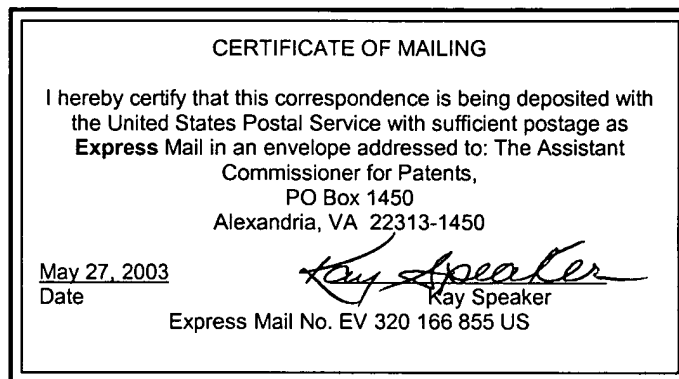 CERTIFICATE OF MAILING
I hereby certify that this correspondence is being deposited with
the United States Postal Service with sufficient postage as
Express Mail in an envelope addressed to: The Assistant
Commissioner for Patents,
PO Box 1450
Alexandria, VA 22313-1450
May 27, 2003 Kay Speaker
Date Kay Speaker
Express Mail No. EV 320 166 855 US